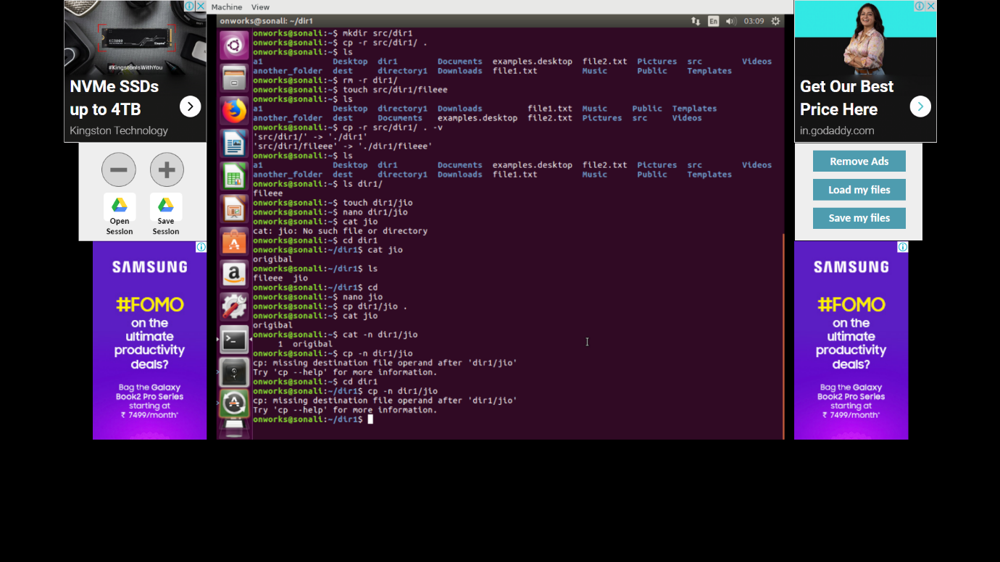 Machine View
onworks@sonali: ~/dir1
En
03:09
onworks@sonali:~$ mkdir src/dir1
onworks@sonali:~$ cp -r src/dir1/ .
onworks@sonali:~$ ls
a1 Desktop dir1 Documents examples.desktop file2.txt Pictures src Videos
another_folder dest directory1 Downloads file1.txt Music Public Templates
onworks@sonali:~$ rm -r dir1/
onworks@sonali:~$ touch src/dir1/fileee
onworks@sonali:~$ ls
a1 Desktop directory1 Downloads file1.txt Music Public Templates
another_folder dest Documents examples.desktop file2.txt Pictures src Videos
onworks@sonali:~$ cp -r src/dir1/ . -v
'src/dir1/' -> './dir1'
'src/dir1/fileee' -> './dir1/fileee'
onworks@sonali:~$ ls
a1 Desktop dir1 Documents examples.desktop file2.txt Pictures src Videos
another_folder dest directory1 Downloads file1.txt Music Public Templates
onworks@sonali:~$ ls dir1/
fileee
onworks@sonali:~$ touch dir1/jio
onworks@sonali:~$ nano dir1/jio
onworks@sonali:~$ cat jio
cat: jio: No such file or directory
onworks@sonali:~$ cd dir1
onworks@sonali:~/dir1$ cat jio
origibal
onworks@sonali:~/dir1$ ls
fileee jio
onworks@sonali:~/dir1$ cd
onworks@sonali:~$ nano jio
onworks@sonali:~$ cp dir1/jio .
onworks@sonali:~$ cat jio
origibal
onworks@sonali:~$ cat -n dir1/jio
1 origibal
onworks@sonali:~$ cp -n dir1/jio
cp: missing destination file operand after 'dir1/jio'
Try 'cp --help' for more information.
onworks@sonali:~$ cd dir1
onworks@sonali:~/dir1$ cp -n dir1/jio
cp: missing destination file operand after 'dir1/jio'
Try 'cp --help' for more information.
onworks@sonali:~/dir1$
#KingstonIsWithYou
NVMe SSDs
up to 4TB
Kingston Technology
Open
Session
Save
Session
SAMSUNG
#FOMO
on the
ultimate
productivity
deals?
Bag the Galaxy
Book2 Pro Series
starting at
₹ 7499/month*
Get Our Best
Price Here
in.godaddy.com
Remove Ads
Load my files
Save my files
SAMSUNG
#FOMO
on the
ultimate
productivity
deals?
Bag the Galaxy
Book2 Pro Series
starting at
₹ 7499/month*